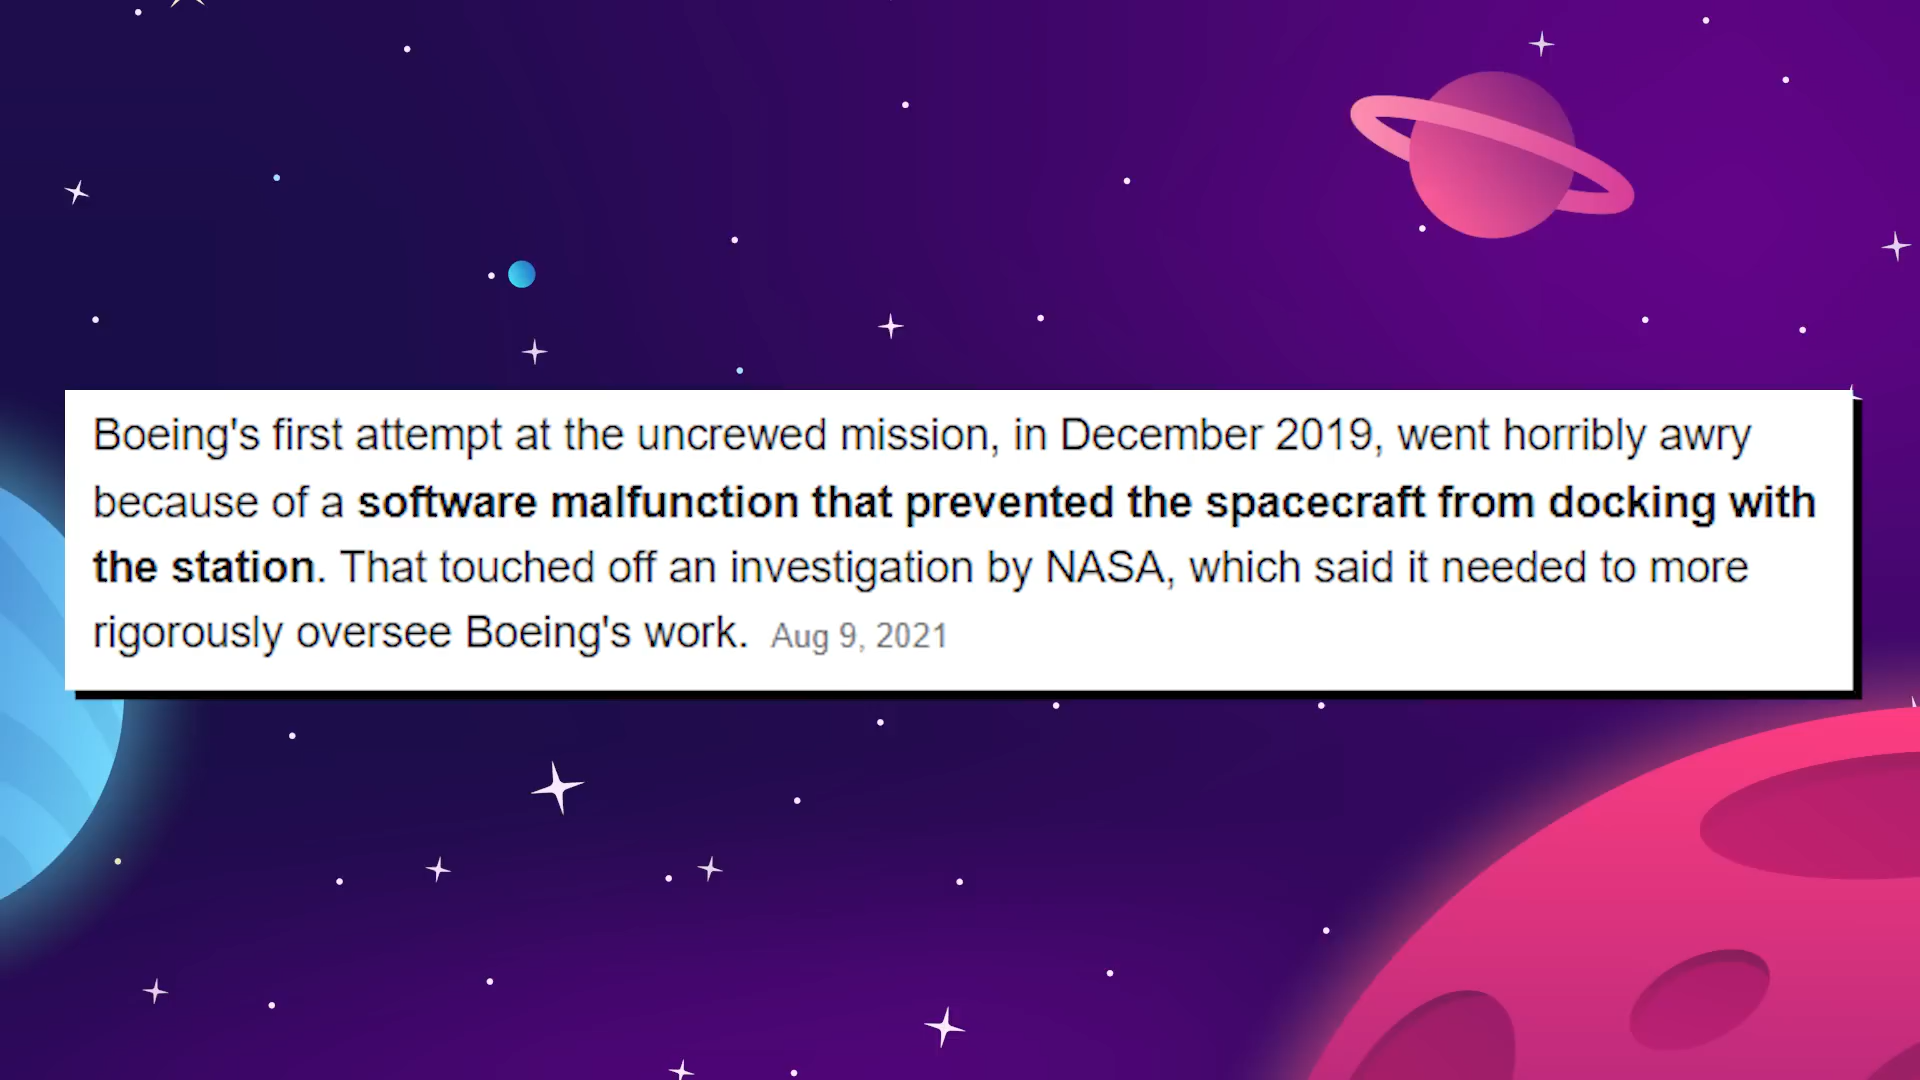 Boeing's first attempt at the uncrewed mission, in December 2019, went horribly awry
because of a software malfunction that prevented the spacecraft from docking with
the station. That touched off an investigation by NASA, which said it needed to more
rigorously oversee Boeing's work. Aug 9, 2021